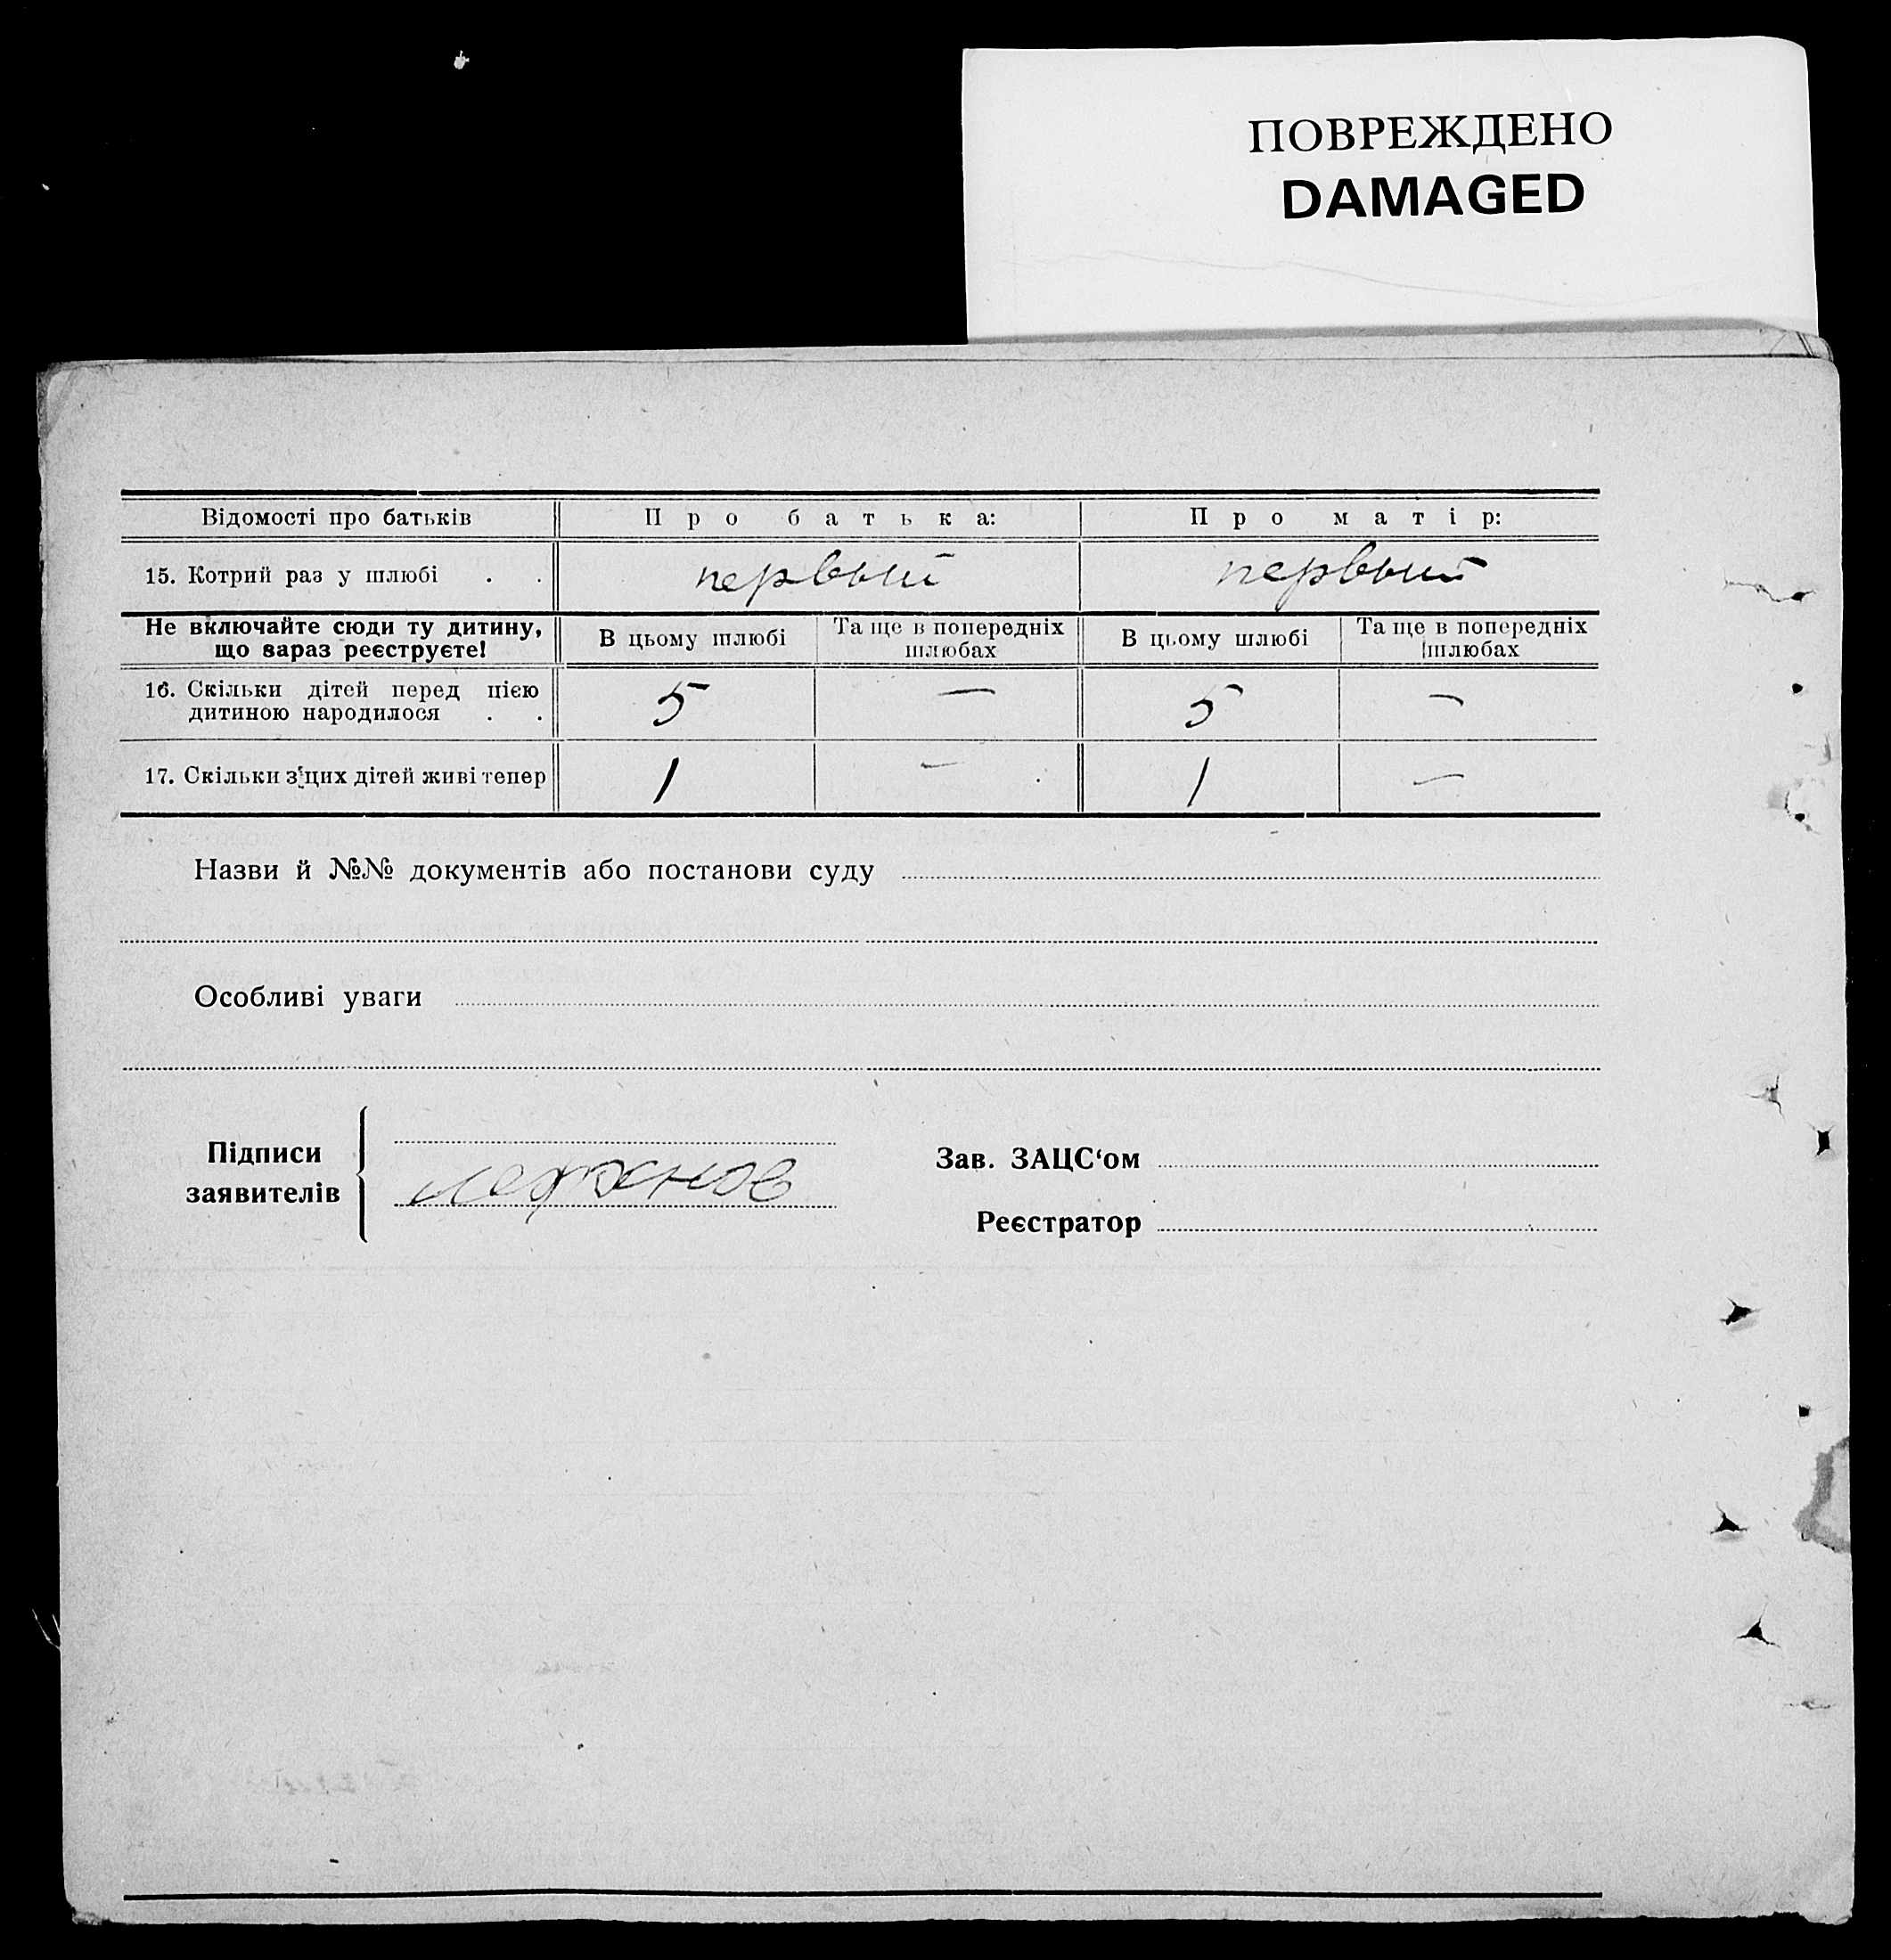 ПОВРЕЖДЕНО
DAMAGED
Відомості про батьків Про батька: Про матір:
15. Котрий раз у шлюбі . . первый первый
Не включайте сюди ту дитину, що зараз реєструєте! В цьому шлюбі Та ще в попередніх шлюбах В цьому шлюбі Та ще в попередніх шлюбах
16. Скільки дітей перед цією дитиною народилося . . 5 — 5 —
17. Скільки з цих дітей живі тепер 1 — 1 —
Назви й №№ документів або постанови суду
Особливі уваги
Підписи заявителів
Зав. ЗАЦС‘ом
Реєстратор